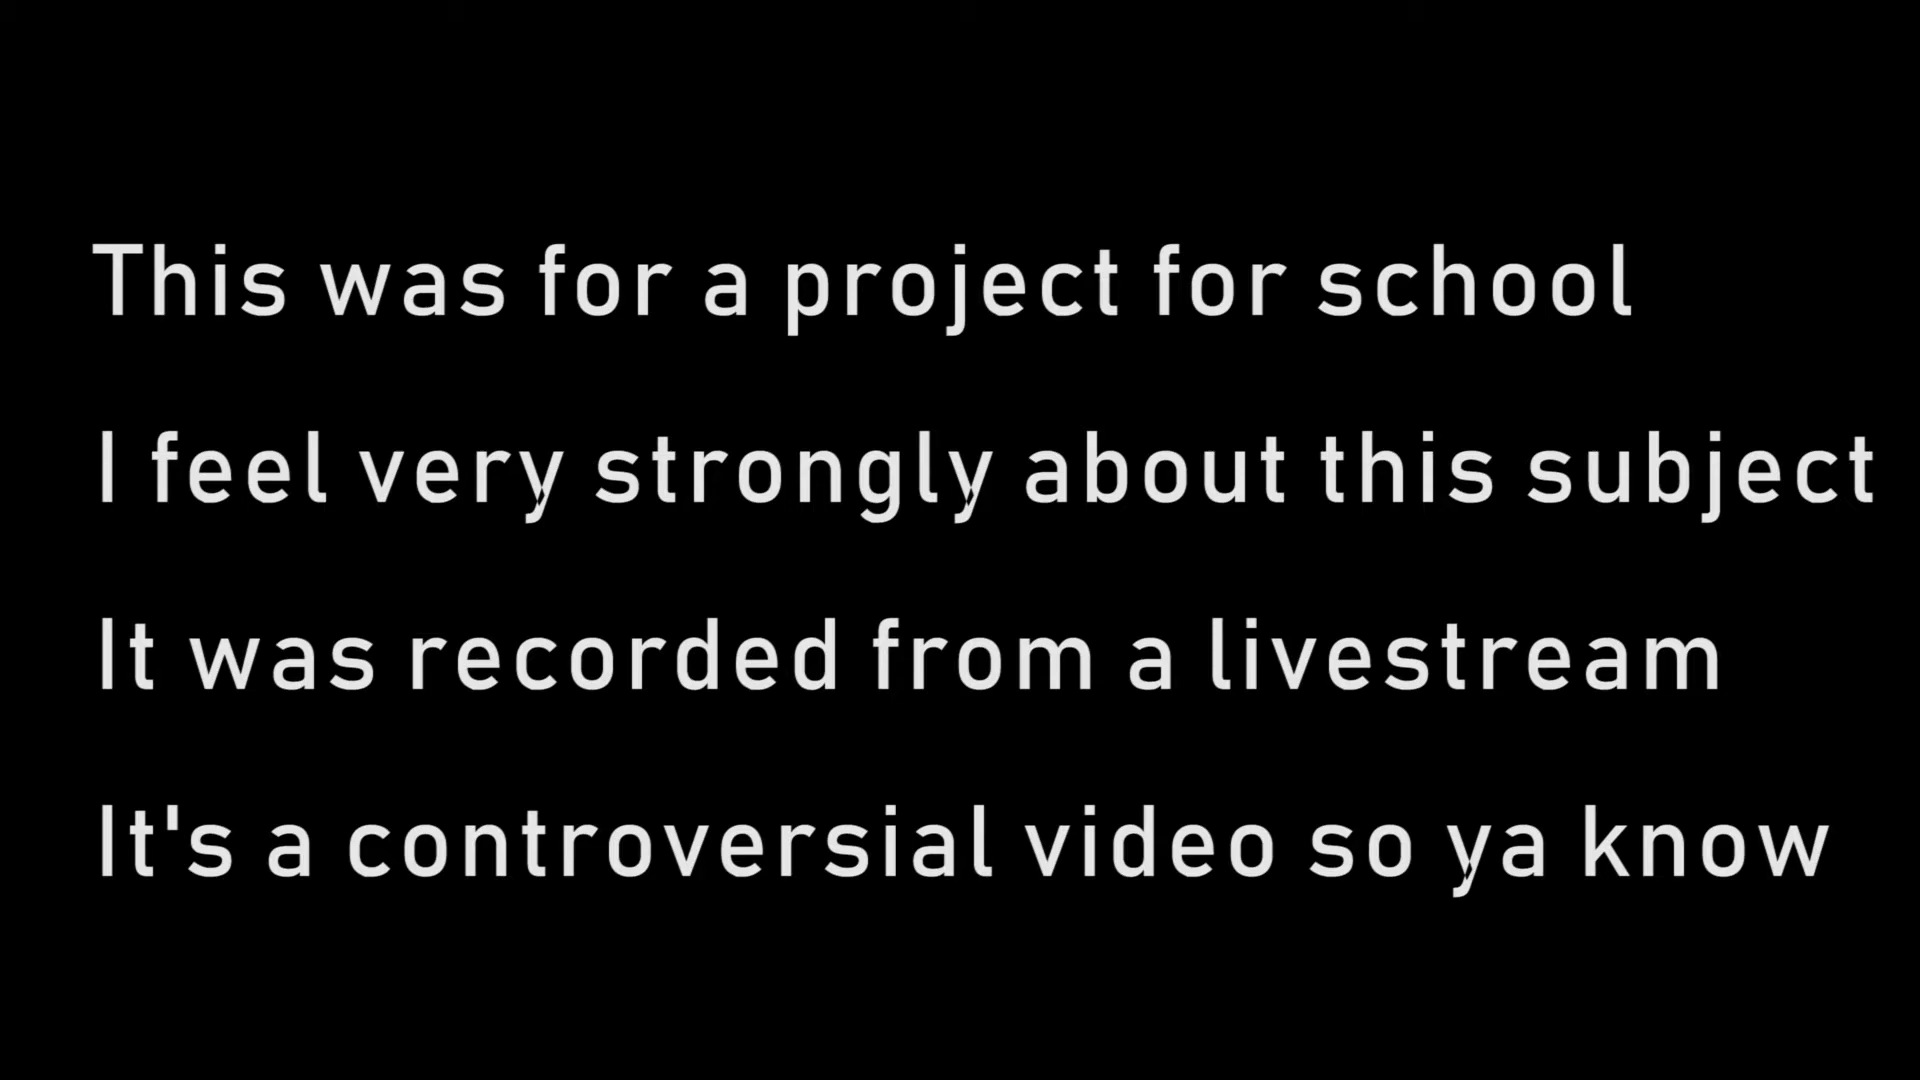 This was for a project for school
I feel very strongly about this subject
It was recorded from a livestream
It's a controversial video so ya know